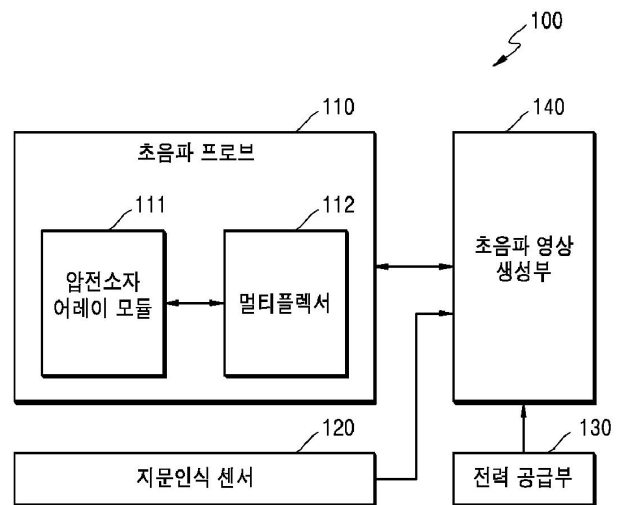 100
110
초음파 프로브
111
압전소자
어레이 모듈
112
멀티플렉서
140
초음파 영상
생성부
120
지문인식 센서
130
전력 공급부